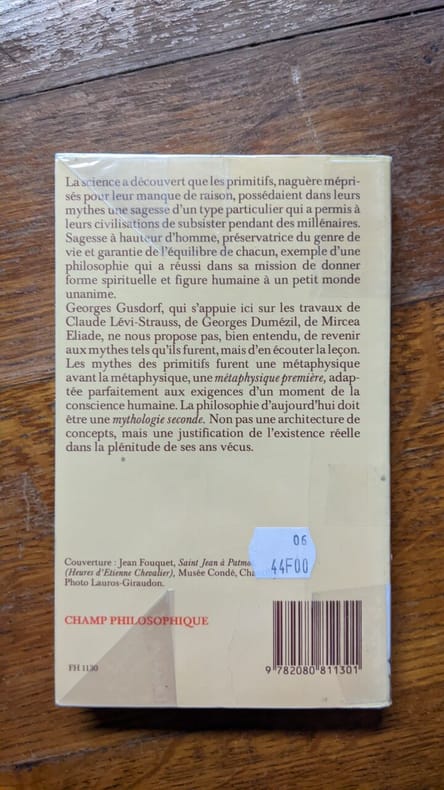 La science a découvert que les primitifs, naguère mépri-
sés pour leur manque de raison, possédaient dans leurs
mythes une sagesse d'un type particulier qui a permis à
leurs civilisations de subsister pendant des millénaires.
Sagesse à hauteur d'homme, préservatrice du genre de
vie et garantie de l'équilibre de chacun, exemple d'une
philosophie qui a réussi dans sa mission de donner
forme spirituelle et figure humaine à un petit monde
unanime.
Georges Gusdorf, qui s'appuie ici sur les travaux de
Claude Lévi-Strauss, de Georges Dumézil, de Mircea
Eliade, ne nous propose pas, bien entendu, de revenir
aux mythes tels qu'ils furent, mais d'en écouter la leçon.
Les mythes des primitifs furent une métaphysique
avant la métaphysique, une métaphysique première, adap-
tée parfaitement aux exigences d'un moment de la
conscience humaine. La philosophie d'aujourd'hui doit
être une mythologie seconde. Non pas une architecture de
concepts, mais une justification de l'existence réelle
dans la plénitude de ses ans vécus.
06
44F00
Couverture : Jean Fouquet, Saint Jean à Patmo
(Heures d'Etienne Chevalier), Musée Condé, Cha
Photo Lauros-Giraudon.
CHAMP PHILOSOPHIQUE
FH 1130
9 782080 811301